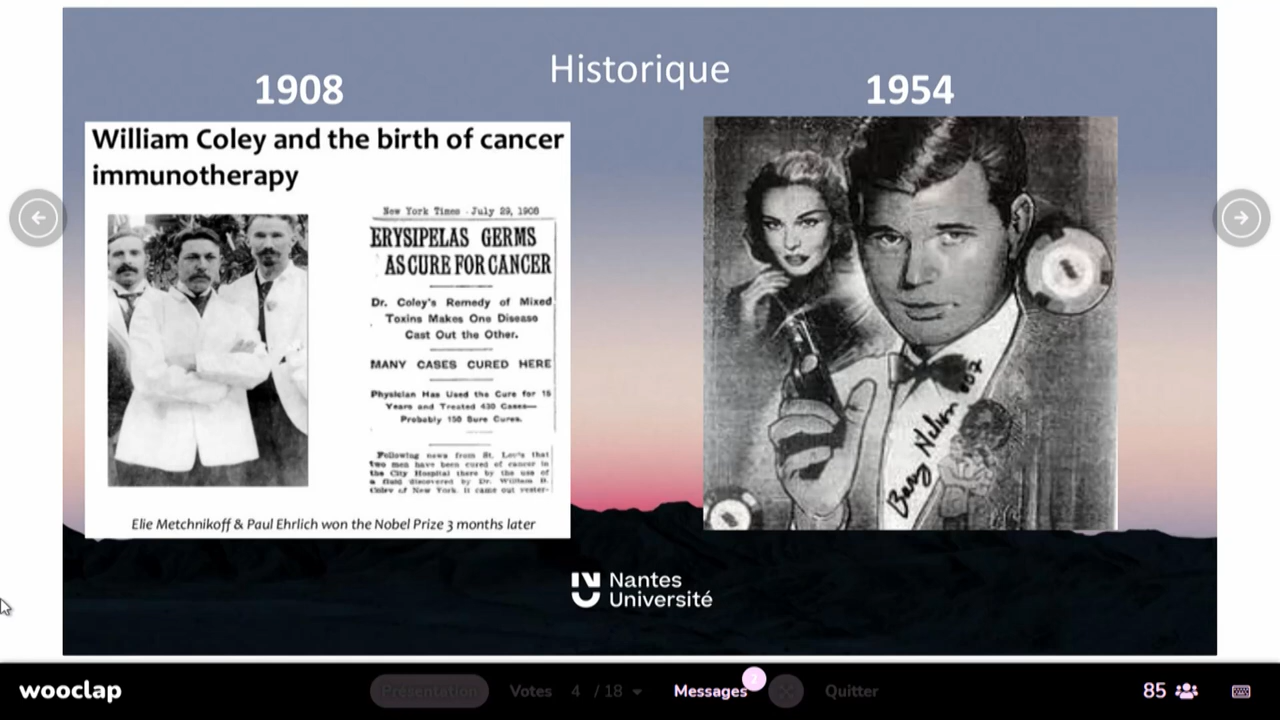 Historique
1908
1954
William Coley and the birth of cancer
immunotherapy
New York Times - July 29, 1908
ERYSIPELAS GERMS
AS CURE FOR CANCER
Dr. Coley's Remedy of Mixed
Toxins Makes One Disease
Cast Out the Other.
MANY CASES CURED HERE
Physician Has Used the Cure for 15
Years and Treated 430 Cases—
Probably 150 Sure Cures.
Following news from St. Louis that
two men have been cured of cancer in
the City Hospital there by the use of
a fluid discovered by Dr. William B.
Coley of New York, it came out yester-
Elie Metchnikoff & Paul Ehrlich won the Nobel Prize 3 months later
Barry Nelson 007
Nantes
Université
wooclap
Présentation
Votes
4 / 18
Messages
Quitter
85